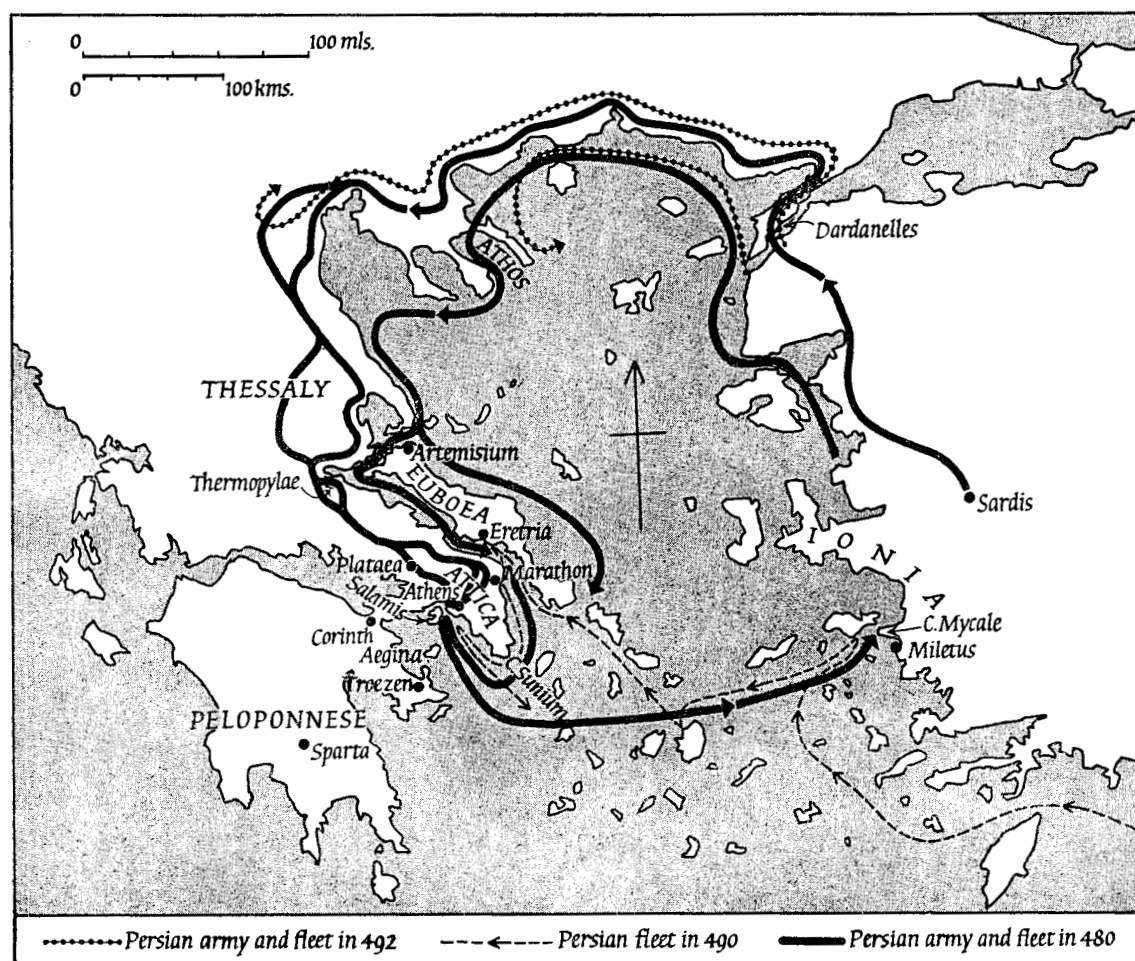 0 100 mls.
0 100 kms.
Dardanelles
ATHOS
THESSALY
Artemisium
Thermopylae
EUBOEA
Sardis
Eretria
IONIA
Plataea
ATTICA
Marathon
Salamis
Athens
C. Mycale
Corinth
Miletus
Aegina
Sunium
Troezen
PELOPONNESE
Sparta
Persian army and fleet in 492 Persian fleet in 490 Persian army and fleet in 480